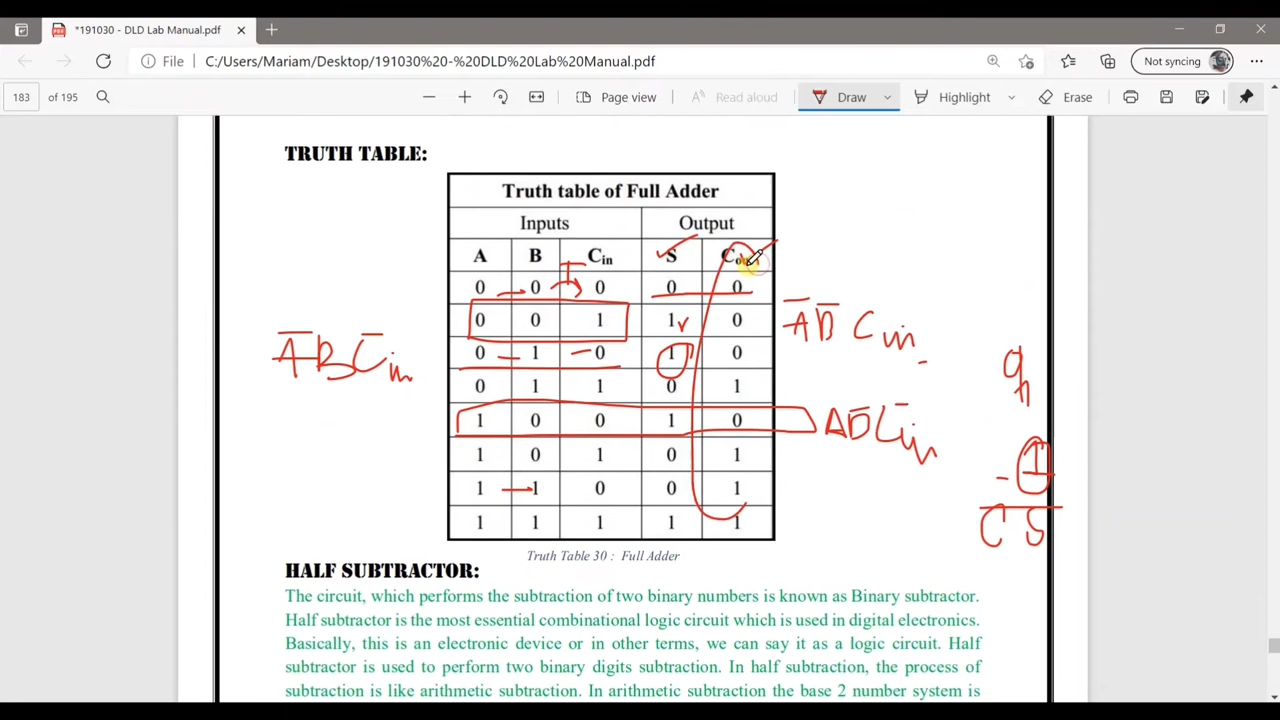 *191030 - DLD Lab Manual.pdf
File C:/Users/Mariam/Desktop/191030%20-%20DLD%20Lab%20Manual.pdf Not syncing
183 of 195 Page view Read aloud Draw Highlight Erase
TRUTH TABLE:
Truth table of Full Adder
Inputs Output
A B Cin S
0 0 0 0 0
0 0 1 1 0
A̅ B̅ Cin
0 1 0 1 0
A̅ B C̅in
0 1 1 0 1
1 0 0 1 0
A B̅ C̅in
1 0 1 0 1
1 1 0 0 1
1 1 1 1 1
C S
Truth Table 30 : Full Adder
HALF SUBTRACTOR:
The circuit, which performs the subtraction of two binary numbers is known as Binary subtractor.
Half subtractor is the most essential combinational logic circuit which is used in digital electronics.
Basically, this is an electronic device or in other terms, we can say it as a logic circuit. Half
subtractor is used to perform two binary digits subtraction. In half subtraction, the process of
subtraction is like arithmetic subtraction. In arithmetic subtraction the base 2 number system is